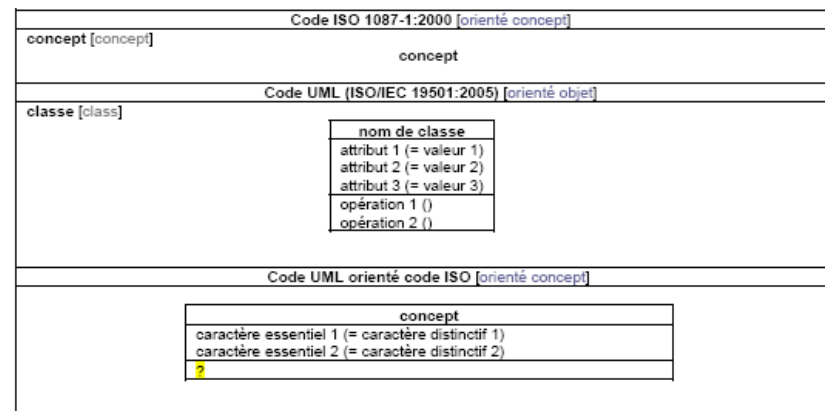 Code ISO 1087-1:2000 [orienté concept]
concept [concept]
concept
Code UML (ISO/IEC 19501:2005) [orienté objet]
classe [class]
nom de classe
attribut 1 (= valeur 1)
attribut 2 (= valeur 2)
attribut 3 (= valeur 3)
opération 1 ()
opération 2 ()
Code UML orienté code ISO [orienté concept]
concept
caractère essentiel 1 (= caractère distinctif 1)
caractère essentiel 2 (= caractère distinctif 2)
?